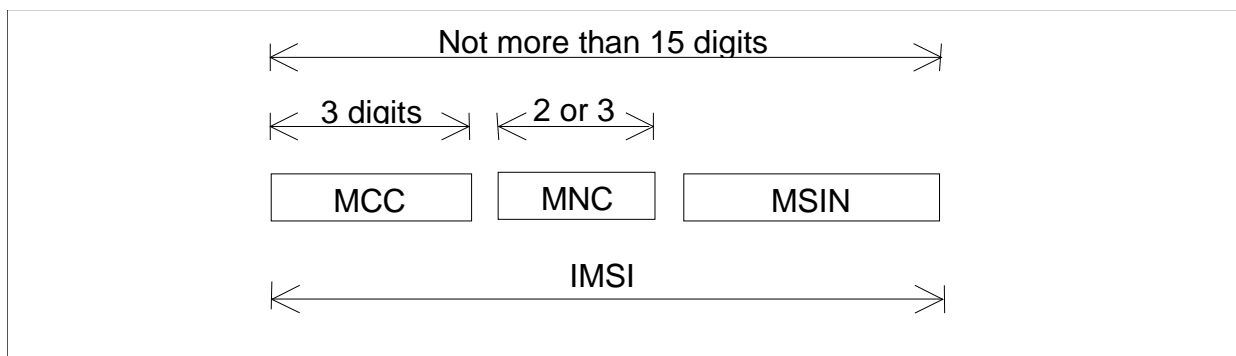 Not more than 15 digits
3 digits
2 or 3
MCC
MNC
MSIN
IMSI